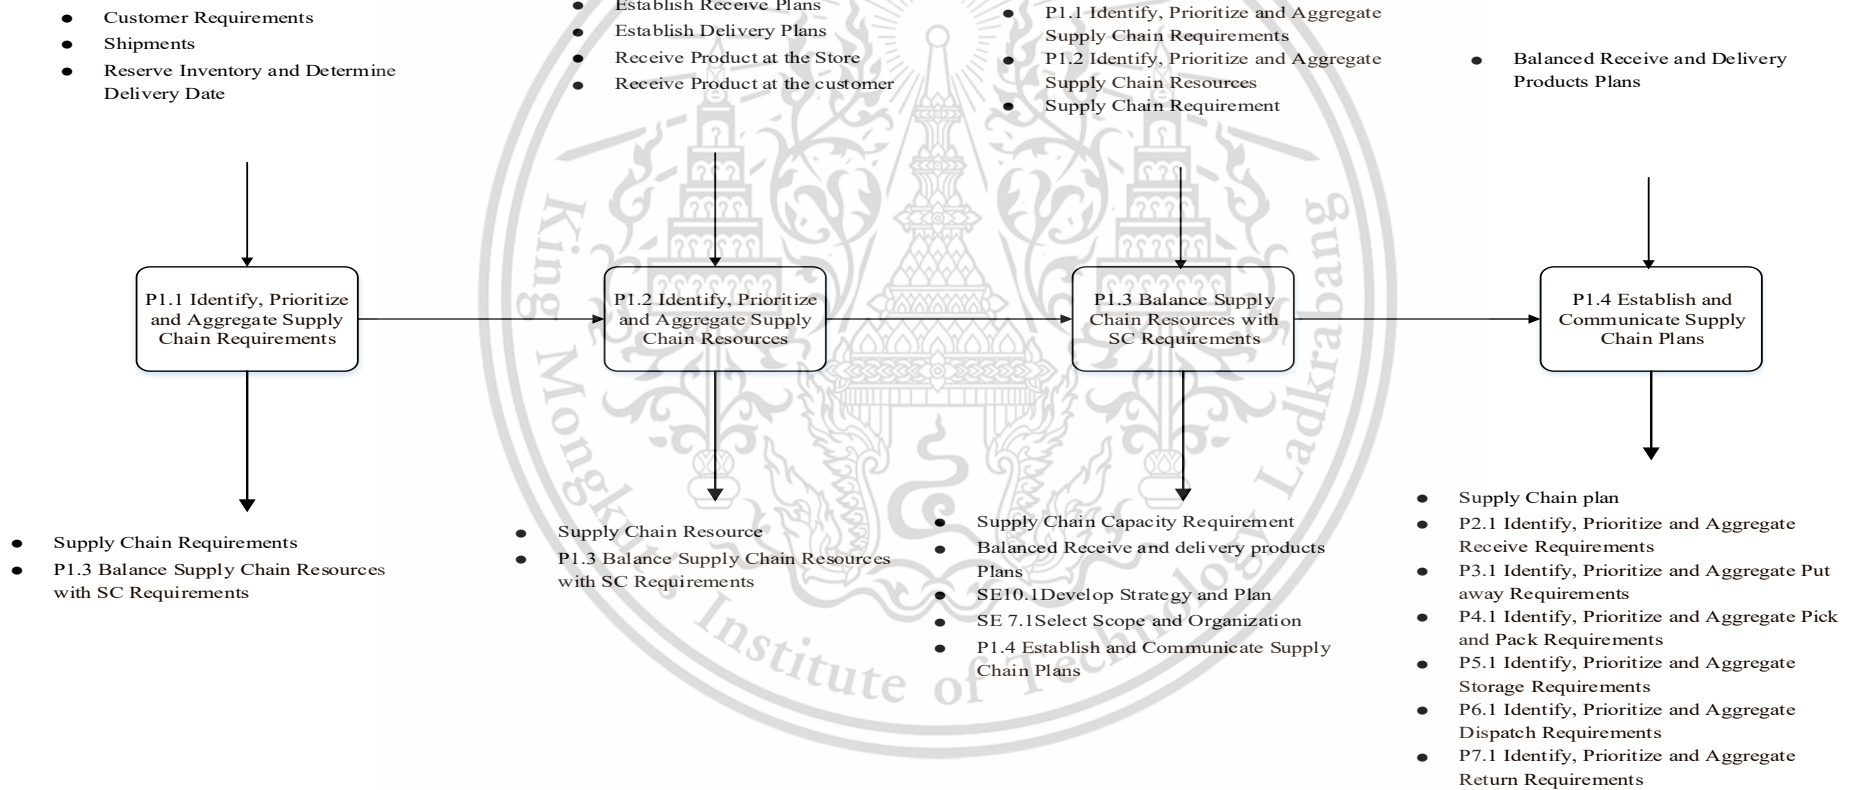 Customer Requirements
Shipments
Reserve Inventory and Determine
Delivery Date
Establish Receive Plans
Establish Delivery Plans
Receive Product at the Store
Receive Product at the customer
P1.1 Identify, Prioritize and Aggregate
Supply Chain Requirements
P1.2 Identify, Prioritize and Aggregate
Supply Chain Resources
Supply Chain Requirement
Balanced Receive and Delivery
Products Plans
P1.1 Identify, Prioritize
and Aggregate Supply
Chain Requirements
P1.2 Identify, Prioritize
and Aggregate Supply
Chain Resources
P1.3 Balance Supply
Chain Resources with
SC Requirements
P1.4 Establish and
Communicate Supply
Chain Plans
Supply Chain Requirements
P1.3 Balance Supply Chain Resources
with SC Requirements
Supply Chain Resource
P1.3 Balance Supply Chain Resources
with SC Requirements
Supply Chain Capacity Requirement
Balanced Receive and delivery products
Plans
SE10.1Develop Strategy and Plan
SE 7.1Select Scope and Organization
P1.4 Establish and Communicate Supply
Chain Plans
Supply Chain plan
P2.1 Identify, Prioritize and Aggregate
Receive Requirements
P3.1 Identify, Prioritize and Aggregate Put
away Requirements
P4.1 Identify, Prioritize and Aggregate Pick
and Pack Requirements
P5.1 Identify, Prioritize and Aggregate
Storage Requirements
P6.1 Identify, Prioritize and Aggregate
Dispatch Requirements
P7.1 Identify, Prioritize and Aggregate
Return Requirements
King Mongkut's Institute of Technology Ladkrabang